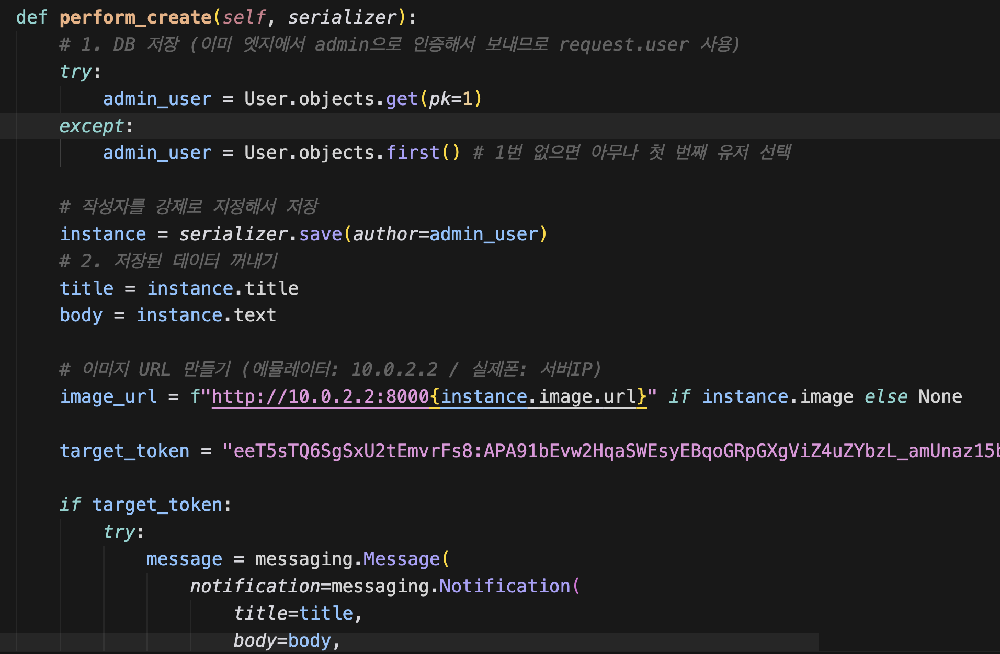 def perform_create(self, serializer):
# 1. DB 저장 (이미 엣지에서 admin으로 인증해서 보내므로 request.user 사용)
try:
admin_user = User.objects.get(pk=1)
except:
admin_user = User.objects.first() # 1번 없으면 아무나 첫 번째 유저 선택
# 작성자를 강제로 지정해서 저장
instance = serializer.save(author=admin_user)
# 2. 저장된 데이터 꺼내기
title = instance.title
body = instance.text
# 이미지 URL 만들기 (에뮬레이터: 10.0.2.2 / 실제폰: 서버IP)
image_url = f"http://10.0.2.2:8000{instance.image.url}" if instance.image else None
target_token = "eeT5sTQ6SgSxU2tEmvrFs8:APA91bEvw2HqaSWEsyEBqoGRpGXgViZ4uZYbzL_amUnaz15b
if target_token:
try:
message = messaging.Message(
notification=messaging.Notification(
title=title,
body=body,